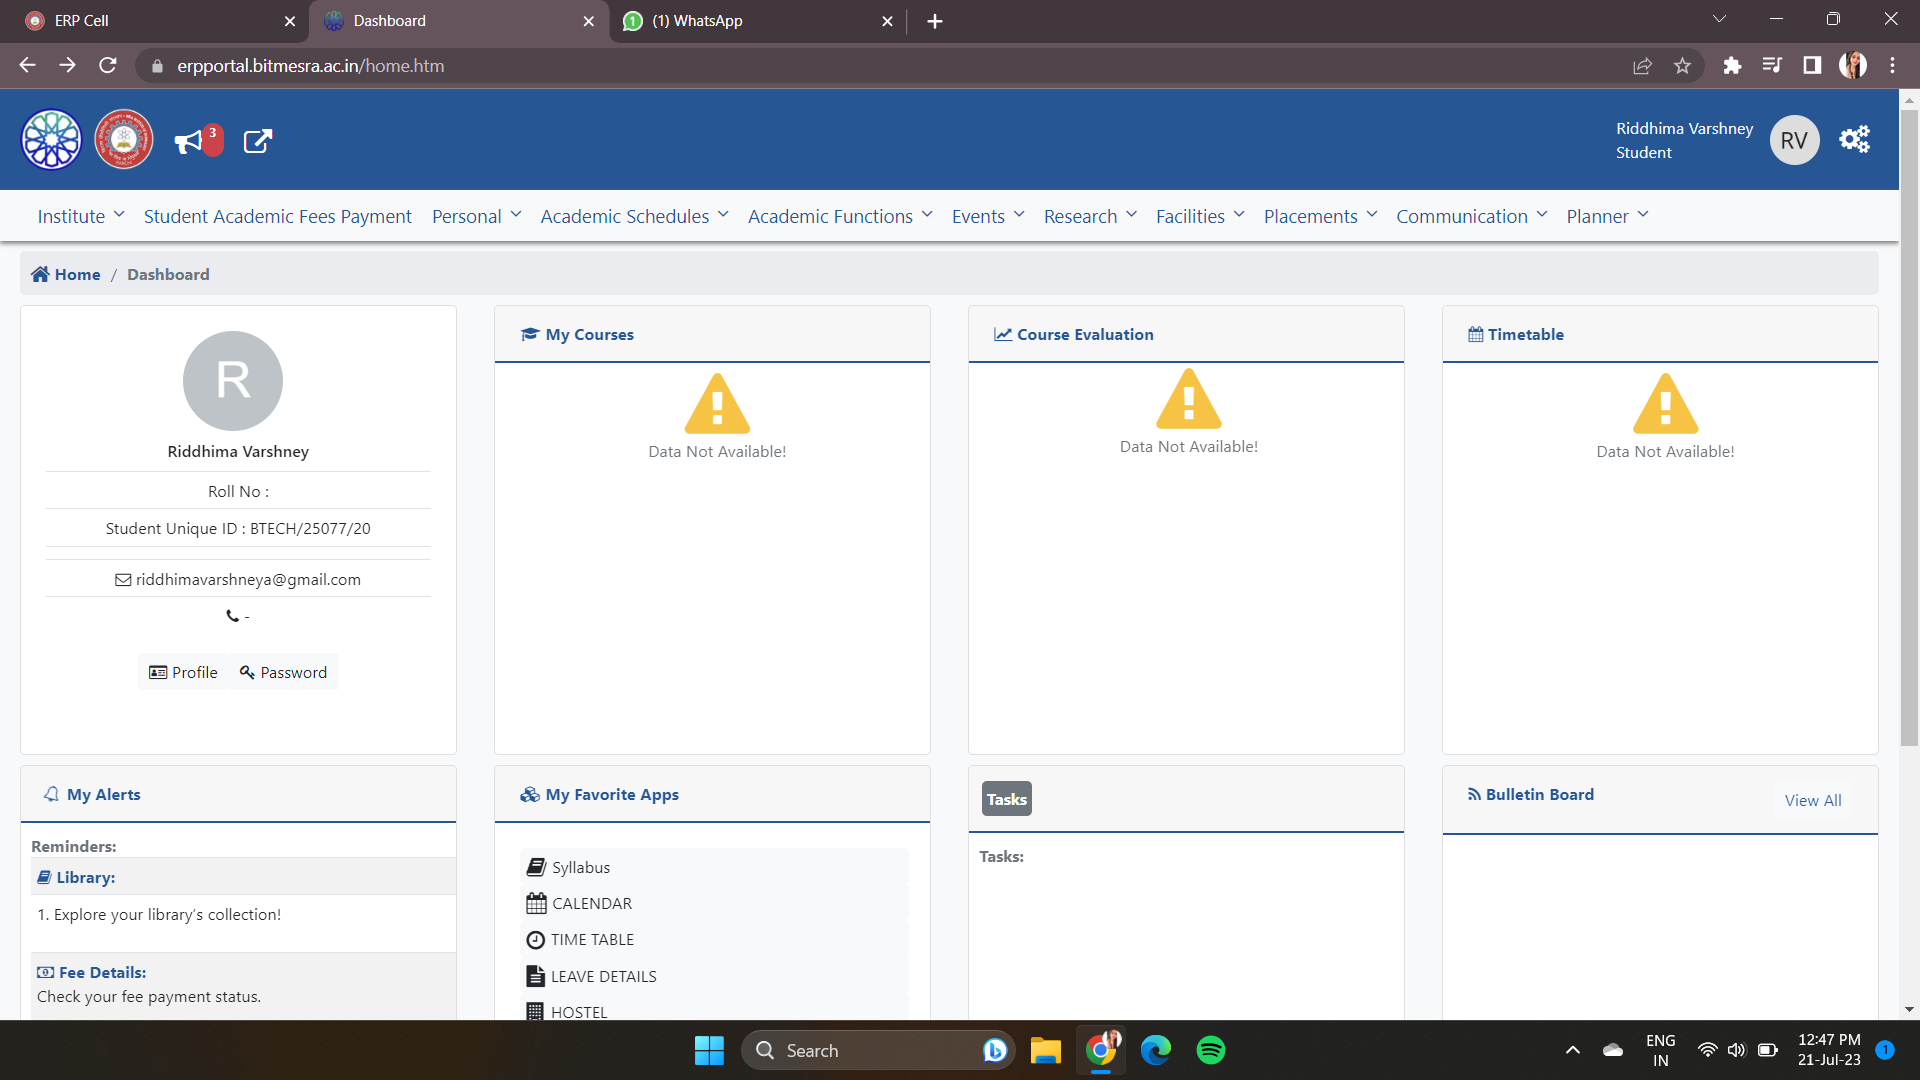 ERP Cell
Dashboard
(1) WhatsApp
erpportal.bitmesra.ac.in/home.htm
3
Riddhima Varshney
Student
RV
Institute Student Academic Fees Payment Personal Academic Schedules Academic Functions Events Research Facilities Placements Communication Planner
Home / Dashboard
R
Riddhima Varshney
Roll No :
Student Unique ID : BTECH/25077/20
riddhimavarshneya@gmail.com
-
Profile Password
My Courses
Data Not Available!
Course Evaluation
Data Not Available!
Timetable
Data Not Available!
My Alerts
Reminders:
Library:
1. Explore your library's collection!
Fee Details:
Check your fee payment status.
My Favorite Apps
Syllabus
CALENDAR
TIME TABLE
LEAVE DETAILS
HOSTEL
Tasks
Tasks:
Bulletin Board
View All
Search
ENG
IN
12:47 PM
21-Jul-23
1